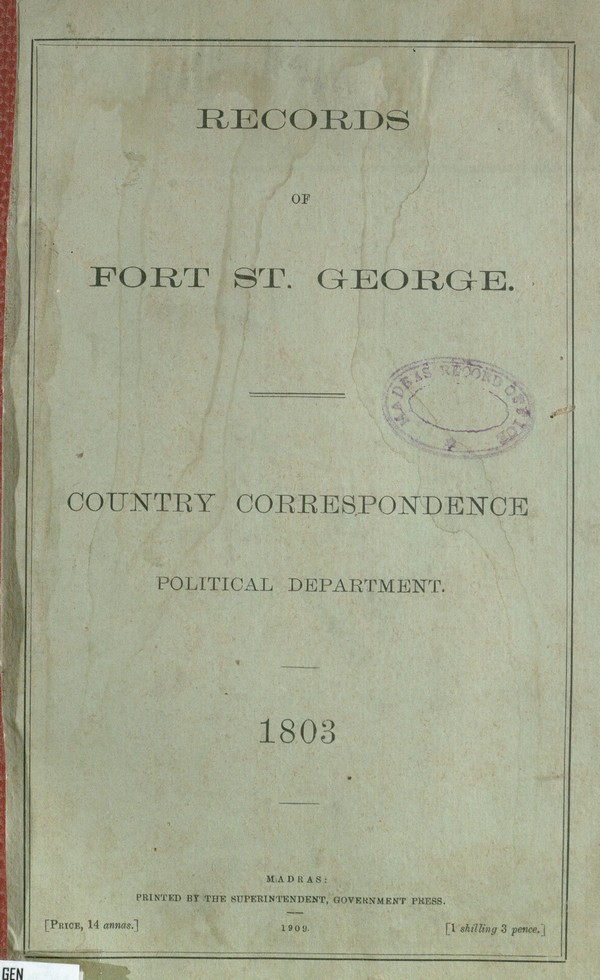 RECORDS
OF
FORT ST. GEORGE.
MADRAS RECORD OFFICE
COUNTRY CORRESPONDENCE
POLITICAL DEPARTMENT.
1803
MADRAS:
PRINTED BY THE SUPERINTENDENT, GOVERNMENT PRESS.
[PRICE, 14 annas.]
1909
[1 shilling 3 pence.]
GEN